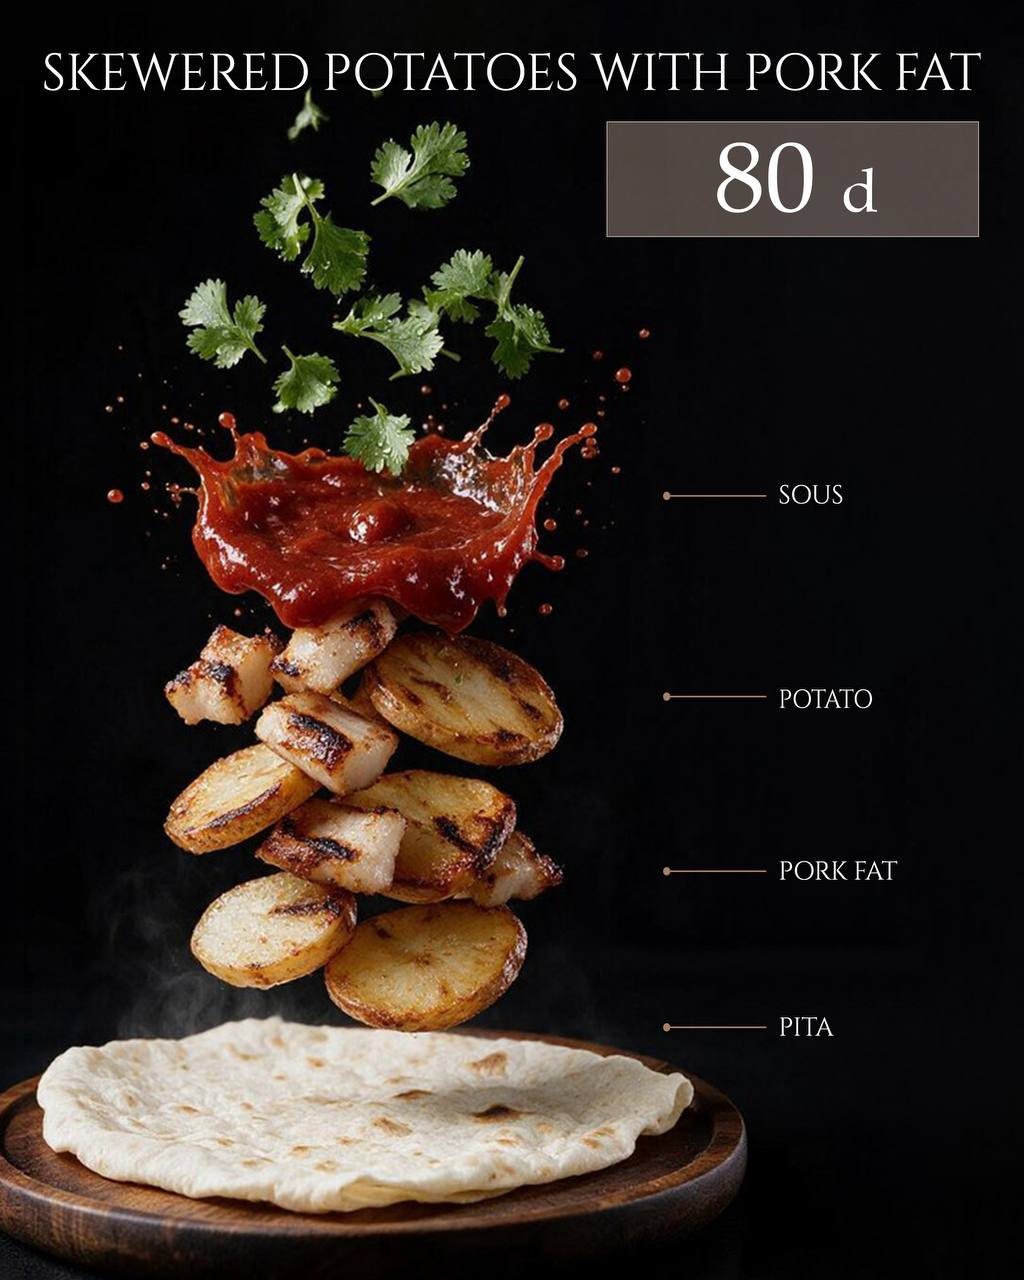 SKEWERED POTATOES WITH PORK FAT
80 d
SOUS
POTATO
PORK FAT
PITA